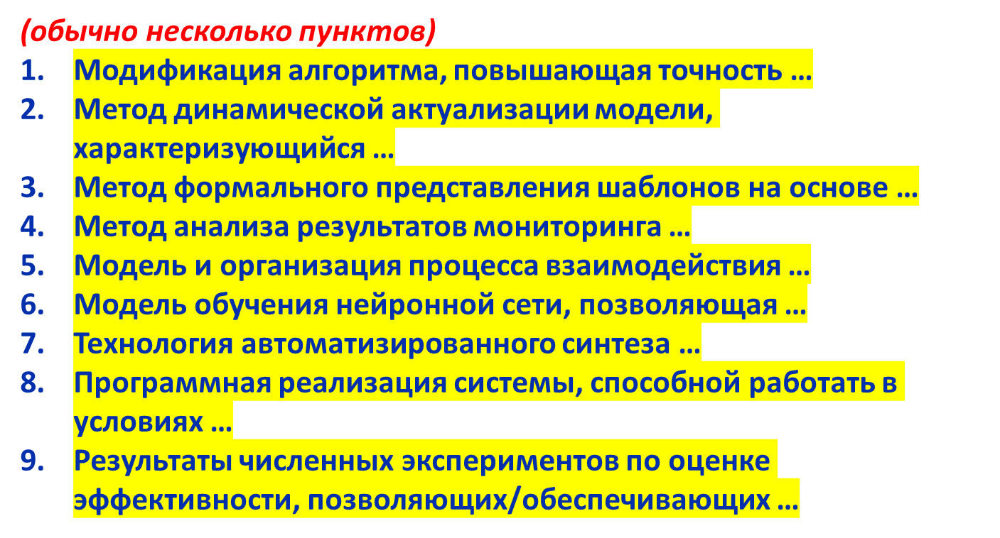 (обычно несколько пунктов)
1. Модификация алгоритма, повышающая точность ...
2. Метод динамической актуализации модели,
характеризующийся ...
3. Метод формального представления шаблонов на основе ...
4. Метод анализа результатов мониторинга ...
5. Модель и организация процесса взаимодействия ...
6. Модель обучения нейронной сети, позволяющая ...
7. Технология автоматизированного синтеза ...
8. Программная реализация системы, способной работать в
условиях ...
9. Результаты численных экспериментов по оценке
эффективности, позволяющих/обеспечивающих ...